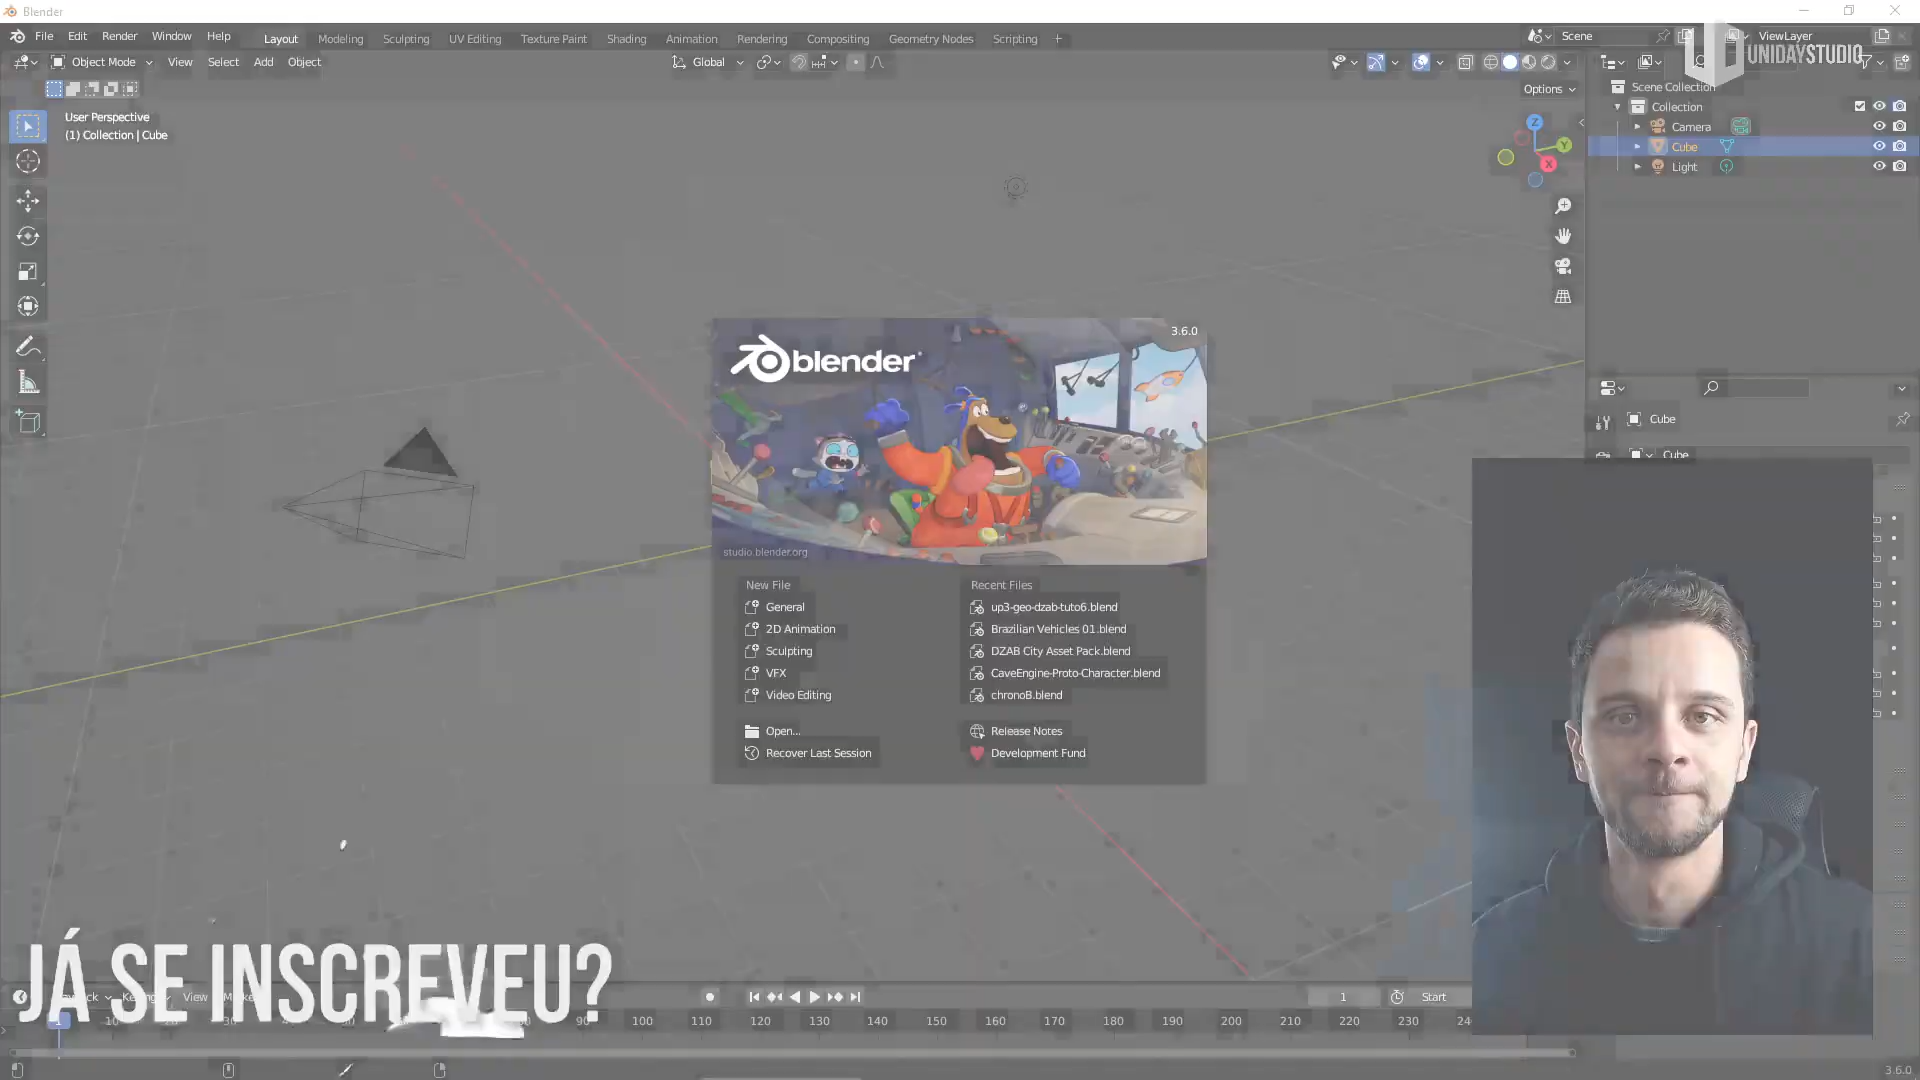 Blender
File Edit Render Window Help
Layout Modeling Sculpting UV Editing Texture Paint Shading Animation Rendering Compositing Geometry Nodes Scripting +
Scene
ViewLayer
UNIDAYSTUDIO
Object Mode View Select Add Object
Global
Options
User Perspective
(1) Collection | Cube
Z
Y
X
Scene Collection
Collection
Camera
Cube
Light
Cube
Cube
blender
3.6.0
studio.blender.org
New File
General
2D Animation
Sculpting
VFX
Video Editing
Open...
Recover Last Session
Recent Files
up3-geo-dzab-tuto6.blend
Brazilian Vehicles 01.blend
DZAB City Asset Pack.blend
CaveEngine-Proto-Character.blend
chronoB.blend
Release Notes
Development Fund
JÁ SE INSCREVEU?
View
1 Start
1 10 100 110 120 130 140 150 160 170 180 190 200 210 220 230
3.6.0